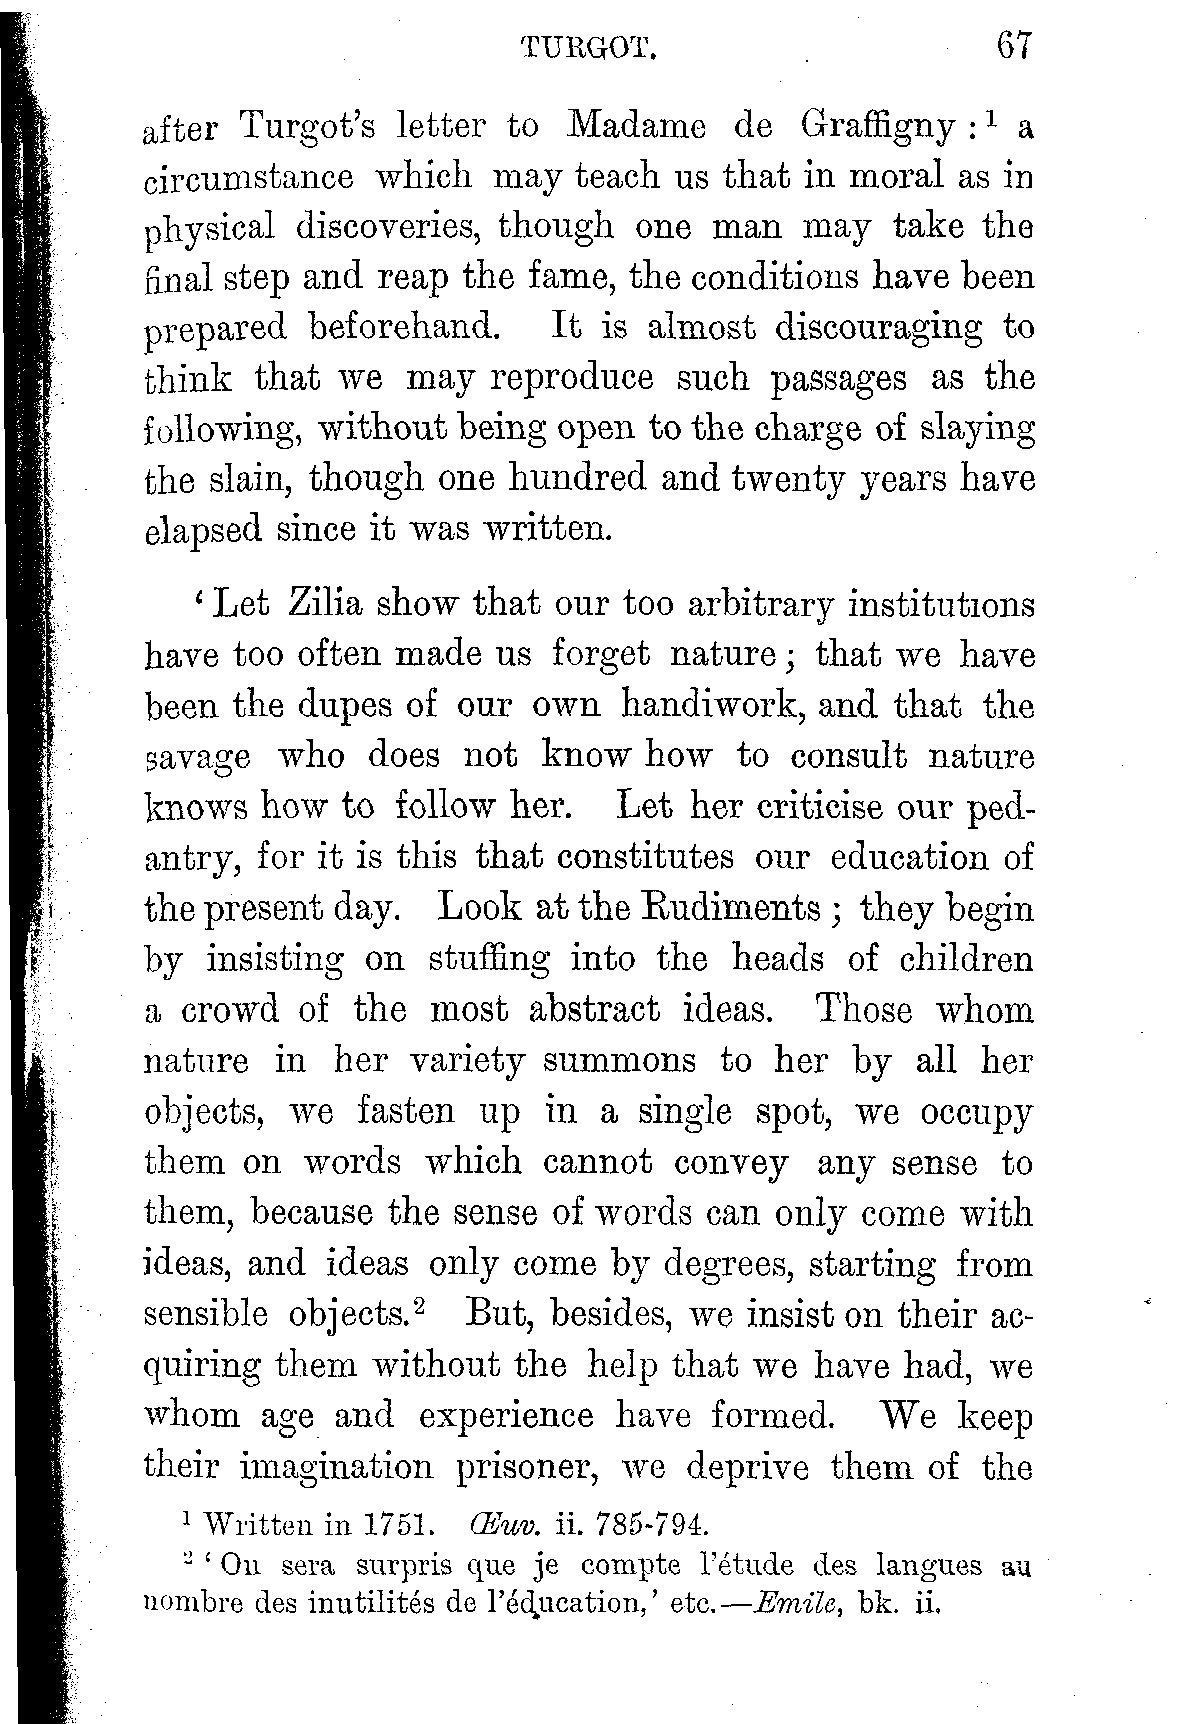 TURGOT. 67
after Turgot's letter to Madame de Graffigny :¹ a
circumstance which may teach us that in moral as in
physical discoveries, though one man may take the
final step and reap the fame, the conditions have been
prepared beforehand. It is almost discouraging to
think that we may reproduce such passages as the
following, without being open to the charge of slaying
the slain, though one hundred and twenty years have
elapsed since it was written.
‘Let Zilia show that our too arbitrary institutions
have too often made us forget nature; that we have
been the dupes of our own handiwork, and that the
savage who does not know how to consult nature
knows how to follow her. Let her criticise our ped-
antry, for it is this that constitutes our education of
the present day. Look at the Rudiments; they begin
by insisting on stuffing into the heads of children
a crowd of the most abstract ideas. Those whom
nature in her variety summons to her by all her
objects, we fasten up in a single spot, we occupy
them on words which cannot convey any sense to
them, because the sense of words can only come with
ideas, and ideas only come by degrees, starting from
sensible objects.² But, besides, we insist on their ac-
quiring them without the help that we have had, we
whom age and experience have formed. We keep
their imagination prisoner, we deprive them of the
¹ Written in 1751. Œuv. ii. 785-794.
² ‘On sera surpris que je compte l'étude des langues au
nombre des inutilités de l'éducation,’ etc.—Emile, bk. ii.